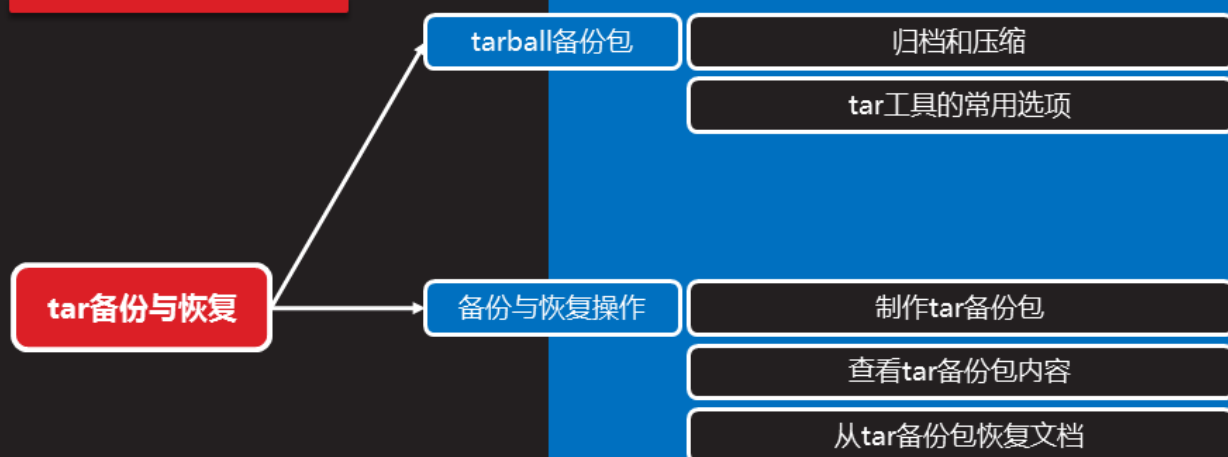 tarball备份包
归档和压缩
tar工具的常用选项
tar备份与恢复
备份与恢复操作
制作tar备份包
查看tar备份包内容
从tar备份包恢复文档